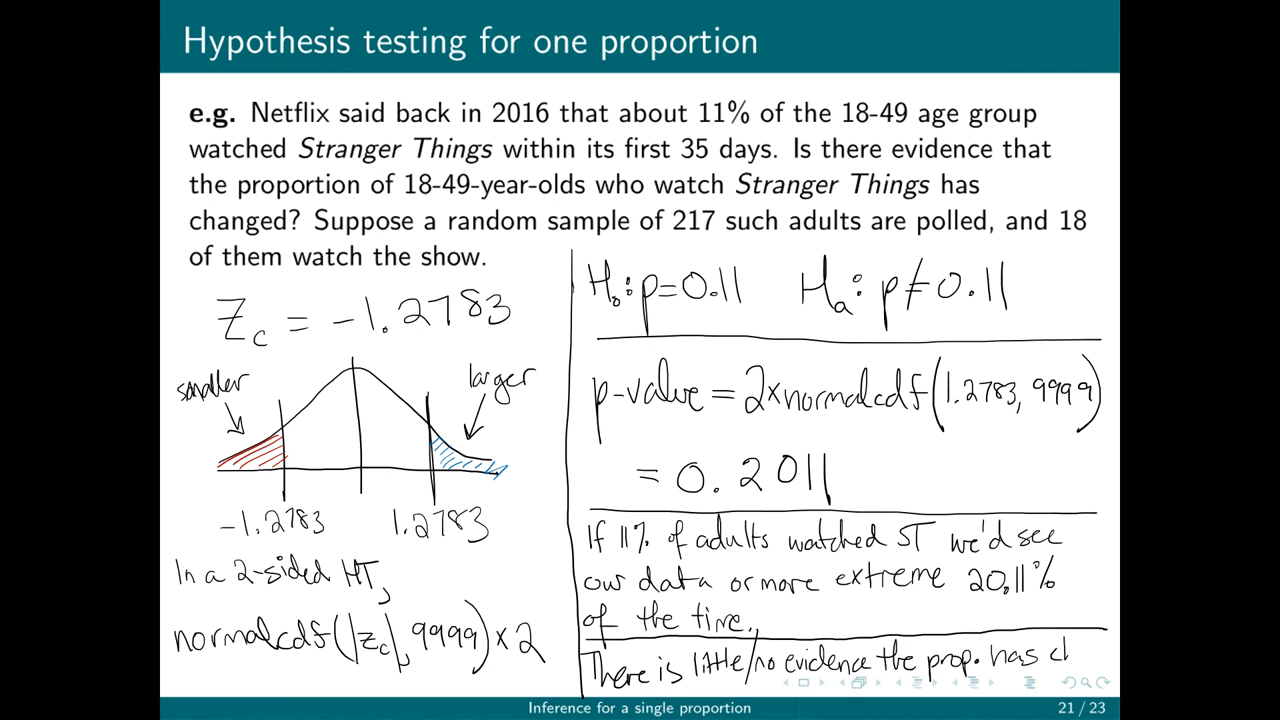 Hypothesis testing for one proportion
e.g. Netflix said back in 2016 that about 11% of the 18-49 age group
watched Stranger Things within its first 35 days. Is there evidence that
the proportion of 18-49-year-olds who watch Stranger Things has
changed? Suppose a random sample of 217 such adults are polled, and 18
of them watch the show.
Zc = -1.2783
smaller
larger
-1.2783 1.2783
In a 2-sided HT,
normalcdf(|zc|, 9999) × 2
H₀: p=0.11 Ha: p≠0.11
p-value = 2×normalcdf(1.2783, 9999)
= 0.2011
If 11% of adults watched ST we'd see
our data or more extreme 20.11%
of the time.
There is little/no evidence the prop. has c
Inference for a single proportion
21 / 23